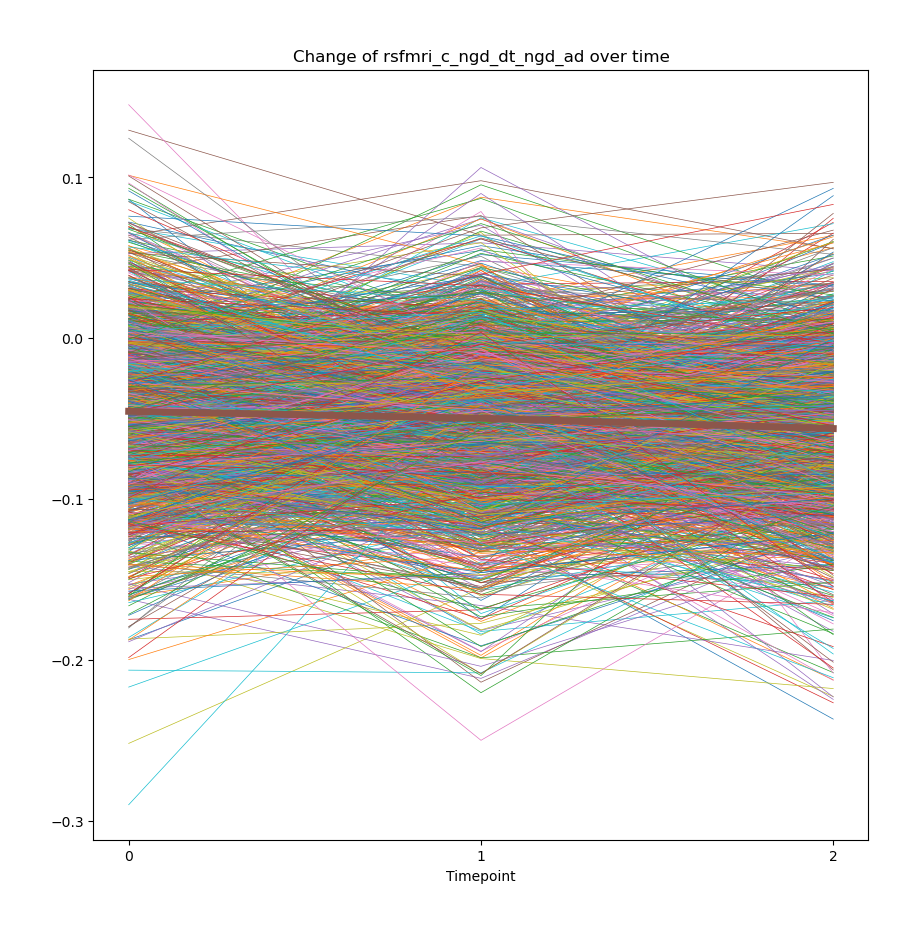 Change of rsfmri_c_ngd_dt_ngd_ad over time
0.1
0.0
−0.1
−0.2
−0.3
0 1 2
Timepoint